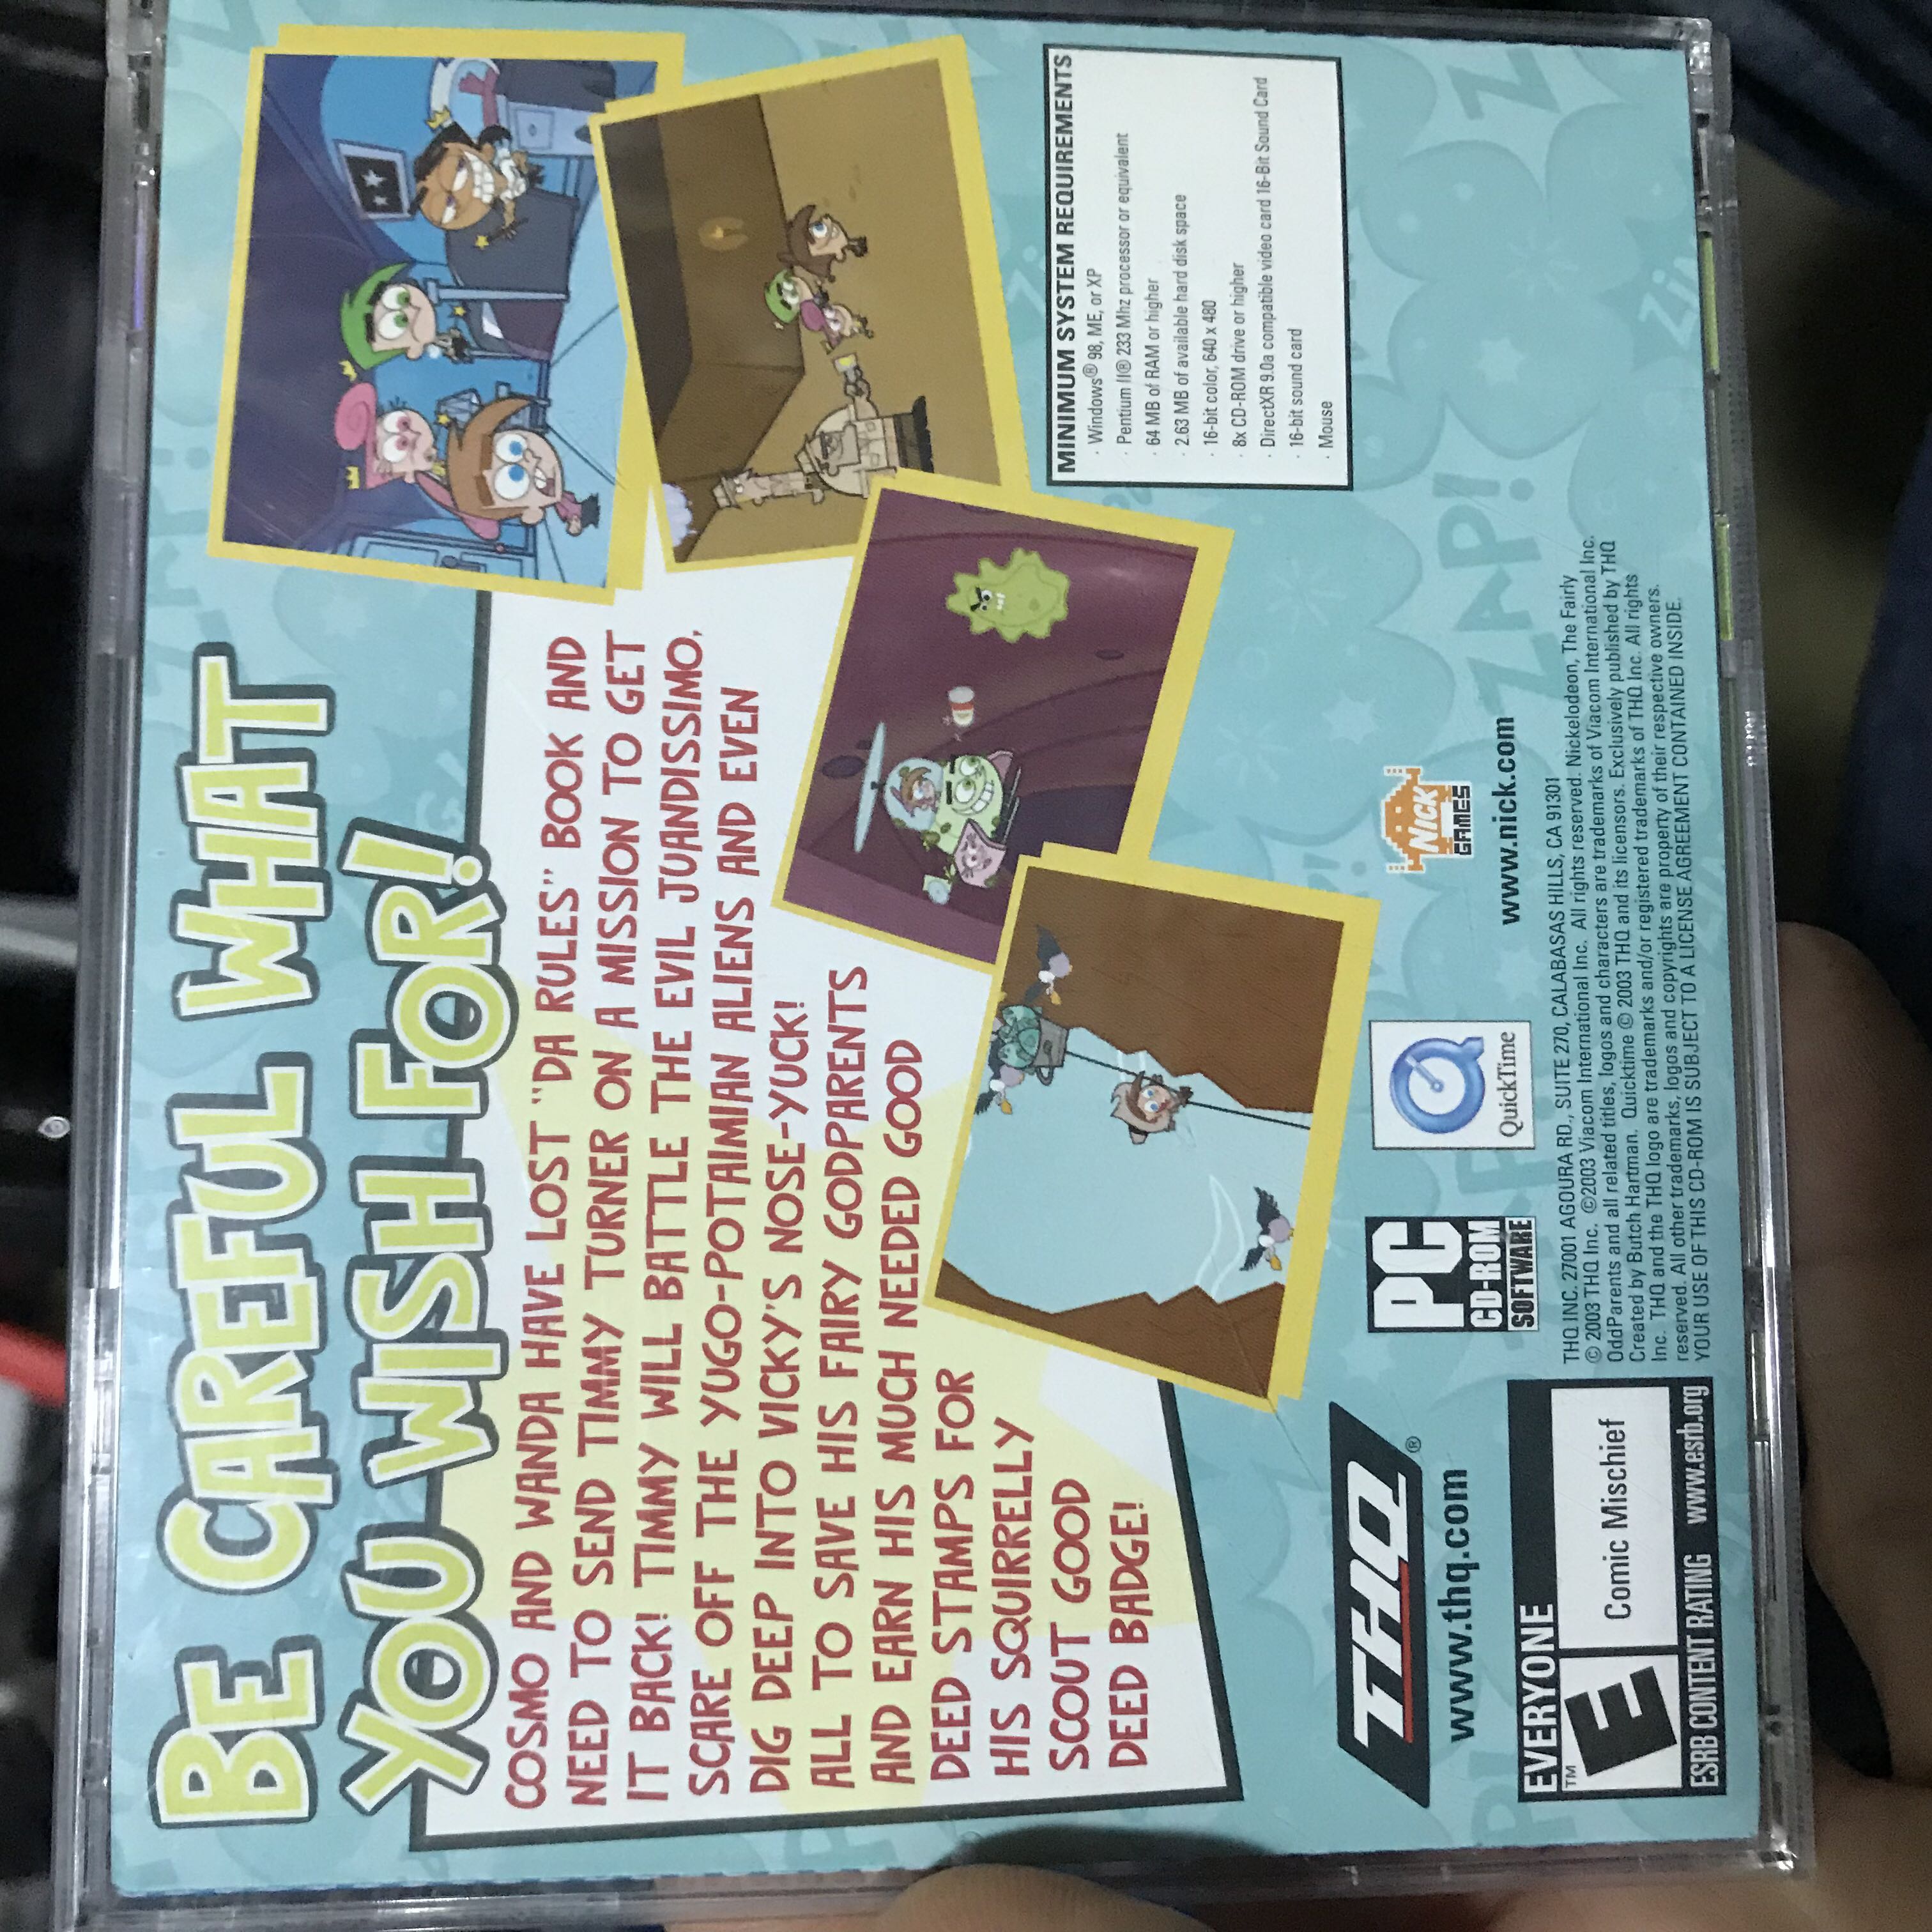 BE CAREFUL WHAT
YOU WISH FOR!
COSMO AND WANDA HAVE LOST "DA RULES" BOOK AND
NEED TO SEND TIMMY TURNER ON A MISSION TO GET
IT BACK! TIMMY WILL BATTLE THE EVIL JUANDISSIMO,
SCARE OFF THE YUGO-POTAIMIAN ALIENS AND EVEN
DIG DEEP INTO VICKY'S NOSE-YUCK!
ALL TO SAVE HIS FAIRY GODPARENTS
AND EARN HIS MUCH NEEDED GOOD
DEED STAMPS FOR
HIS SQUIRRELLY
SCOUT GOOD
DEED BADGE!
MINIMUM SYSTEM REQUIREMENTS
· Windows® 98, ME, or XP
· Pentium II® 233 Mhz processor or equivalent
· 64 MB of RAM or higher
· 2.63 MB of available hard disk space
· 16-bit color, 640 x 480
· 8x CD-ROM drive or higher
· DirectXR 9.0a compatible video card 16-Bit Sound Card
· 16-bit sound card
· Mouse
THQ®
www.thq.com
PC
CD-ROM
SOFTWARE
QuickTime
NICK
GAMES
www.nick.com
EVERYONE
E
TM
Comic Mischief
ESRB CONTENT RATING www.esrb.org
THQ INC. 27001 AGOURA RD., SUITE 270, CALABASAS HILLS, CA 91301
© 2003 THQ Inc. ©2003 Viacom International Inc. All rights reserved. Nickelodeon, The Fairly
OddParents and all related titles, logos and characters are trademarks of Viacom International Inc.
Created by Butch Hartman. Quicktime © 2003 THQ and its licensors. Exclusively published by THQ
Inc. THQ and the THQ logo are trademarks and/or registered trademarks of THQ Inc. All rights
reserved. All other trademarks, logos and copyrights are property of their respective owners.
YOUR USE OF THIS CD-ROM IS SUBJECT TO A LICENSE AGREEMENT CONTAINED INSIDE.
ZAP!